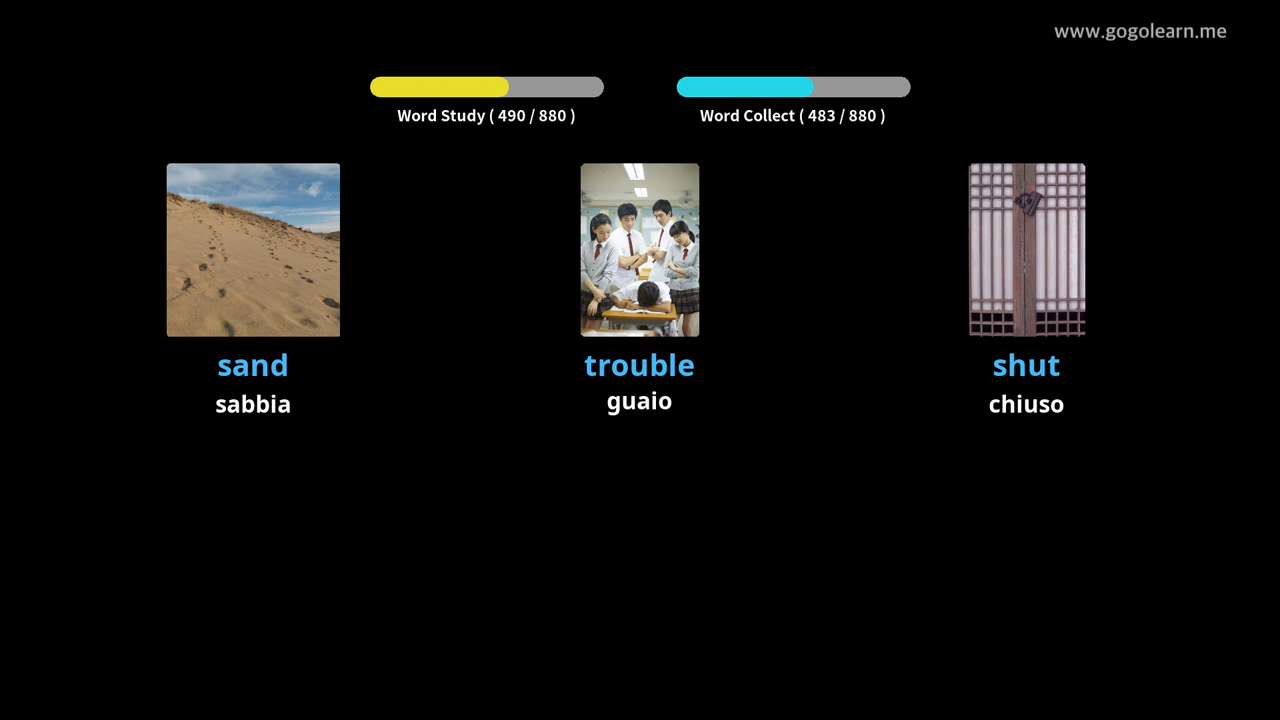 www.gogolearn.me
Word Study ( 490 / 880 )
Word Collect ( 483 / 880 )
sand
sabbia
trouble
guaio
shut
chiuso